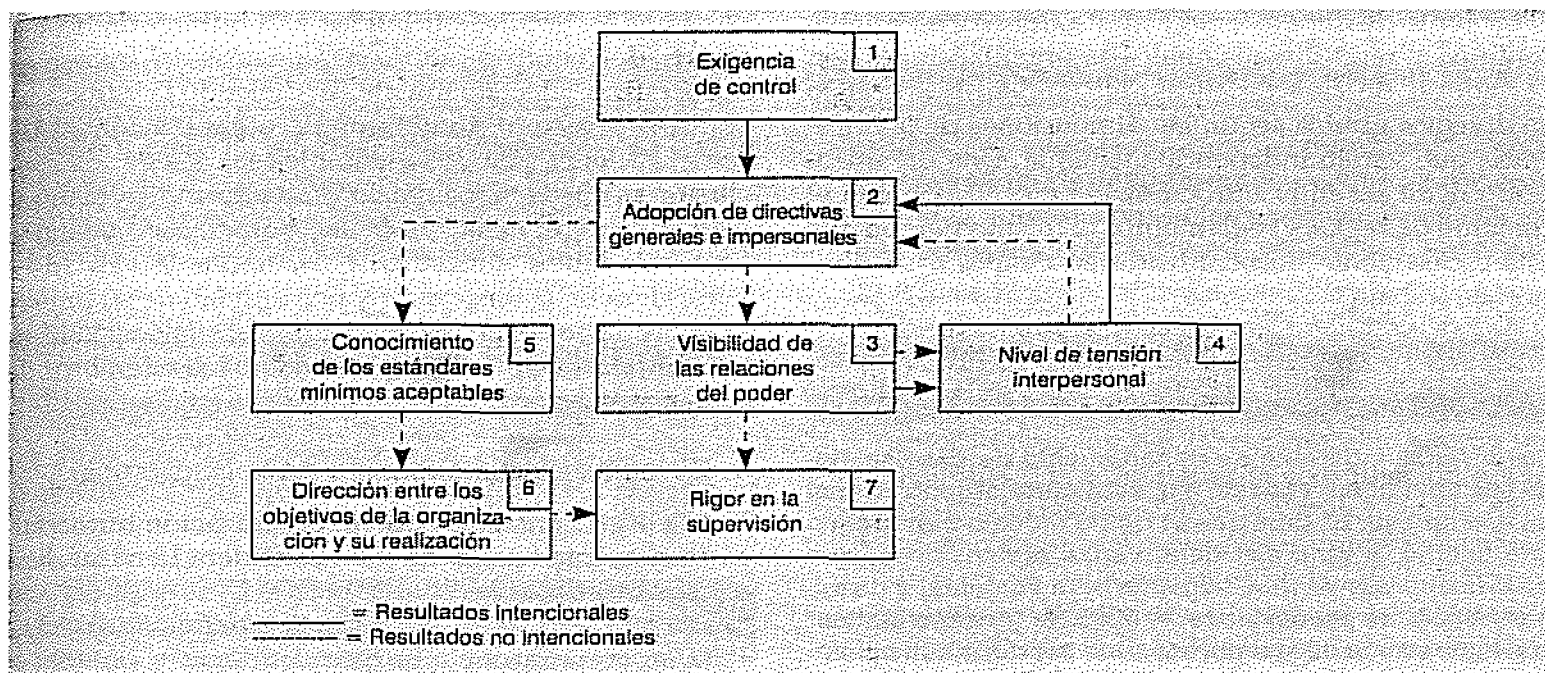 1
Exigencia
de control
2
Adopción de directivas
generales e impersonales
5
Conocimiento
de los estándares
mínimos aceptables
3
Visibilidad de
las relaciones
del poder
4
Nivel de tensión
interpersonal
6
Dirección entre los
objetivos de la organiza-
ción y su realización
7
Rigor en la
supervisión
= Resultados intencionales
= Resultados no intencionales